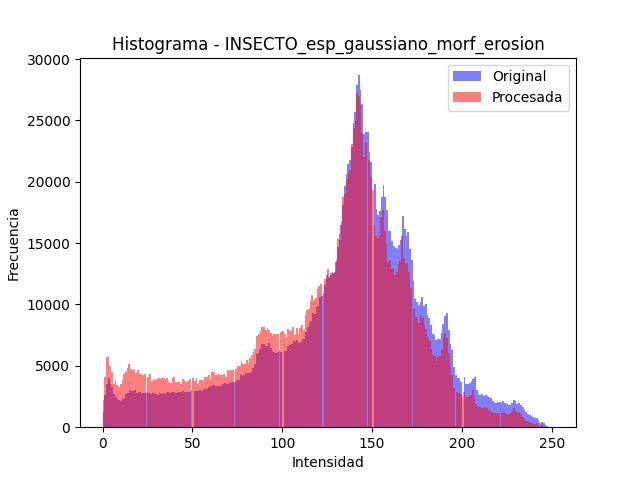 Histograma - INSECTO_esp_gaussiano_morf_erosion
Original
Procesada
Frecuencia
30000
25000
20000
15000
10000
5000
0
0 50 100 150 200 250
Intensidad